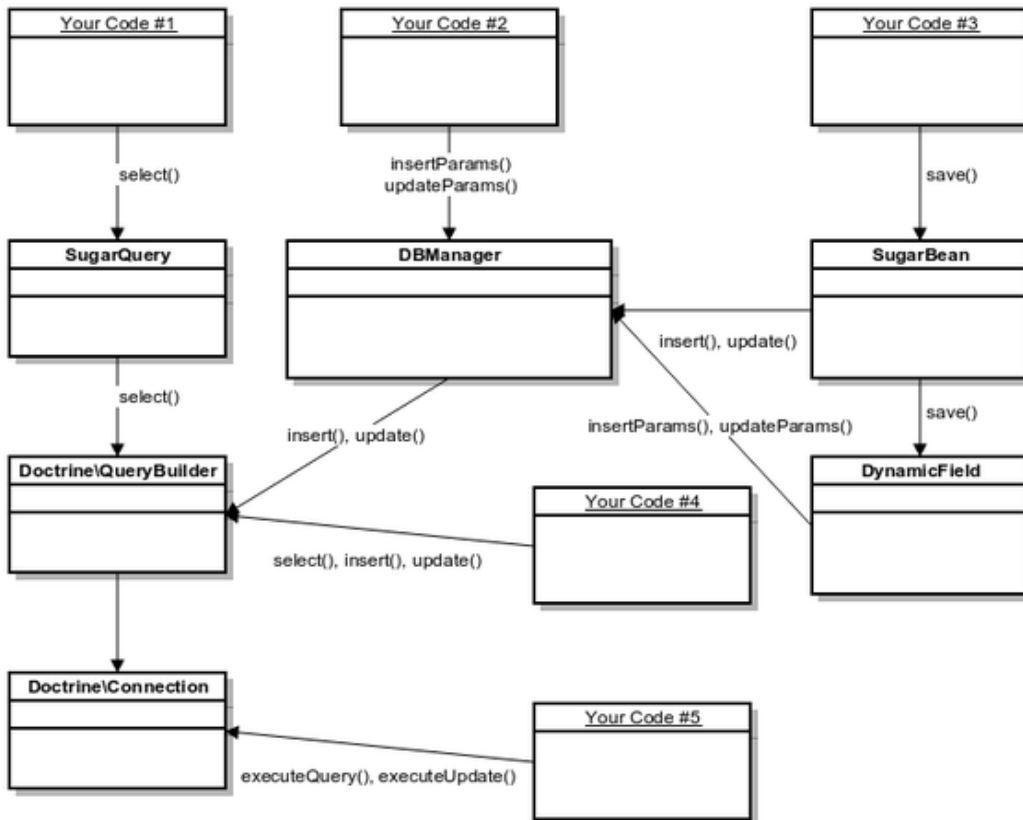 Your Code #1
Your Code #2
Your Code #3
select()
insertParams()
updateParams()
save()
SugarQuery
DBManager
SugarBean
insert(), update()
select()
insert(), update()
insertParams(), updateParams()
save()
Doctrine\QueryBuilder
DynamicField
Your Code #4
select(), insert(), update()
Doctrine\Connection
Your Code #5
executeQuery(), executeUpdate()